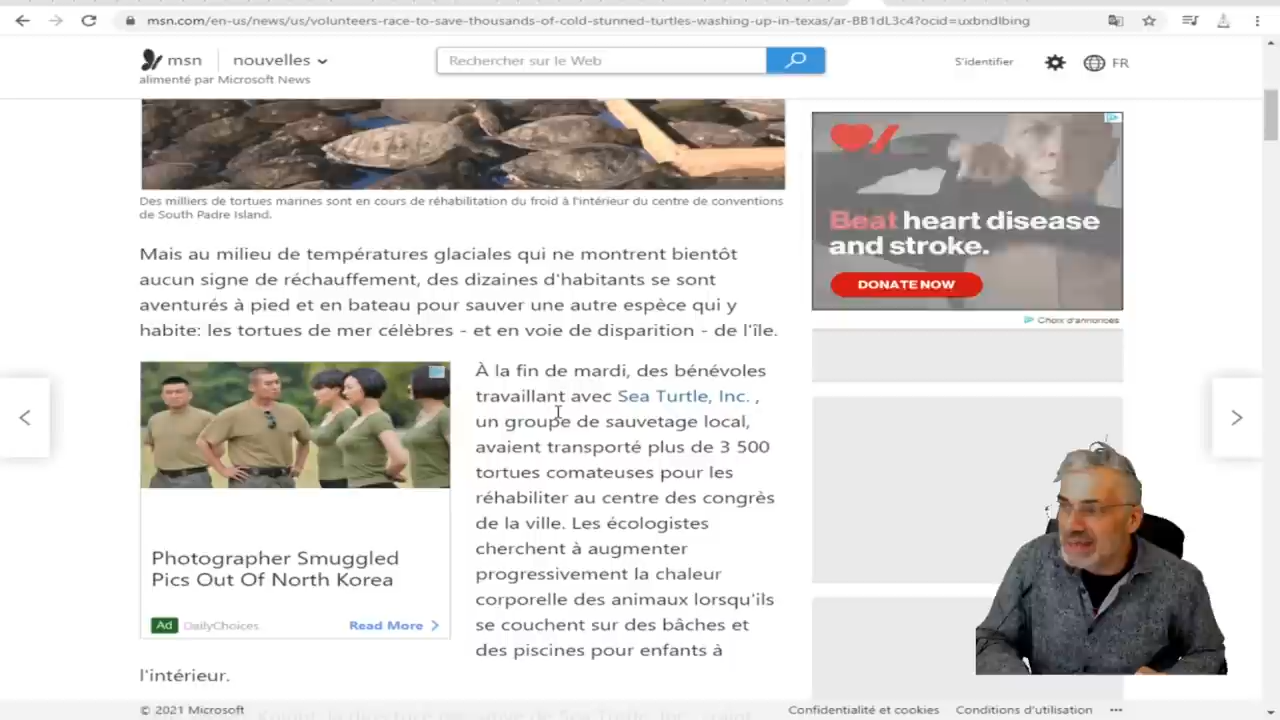 msn.com/en-us/news/us/volunteers-race-to-save-thousands-of-cold-stunned-turtles-washing-up-in-texas/ar-BB1dL3c4?ocid=uxbndlbing
msn
nouvelles
Rechercher sur le Web
S'identifier
FR
alimenté par Microsoft News
Des milliers de tortues marines sont en cours de réhabilitation du froid à l'intérieur du centre de conventions
de South Padre Island.
Mais au milieu de températures glaciales qui ne montrent bientôt
aucun signe de réchauffement, des dizaines d'habitants se sont
aventurés à pied et en bateau pour sauver une autre espèce qui y
habite: les tortues de mer célèbres - et en voie de disparition - de l'île.
À la fin de mardi, des bénévoles
travaillant avec Sea Turtle, Inc. ,
un groupe de sauvetage local,
avaient transporté plus de 3 500
tortues comateuses pour les
réhabiliter au centre des congrès
de la ville. Les écologistes
cherchent à augmenter
progressivement la chaleur
corporelle des animaux lorsqu'ils
se couchent sur des bâches et
des piscines pour enfants à
l'intérieur.
Photographer Smuggled
Pics Out Of North Korea
Ad
DailyChoices
Read More
Beat heart disease
and stroke.
DONATE NOW
Choix d'annonces
© 2021 Microsoft
Confidentialité et cookies
Conditions d'utilisation